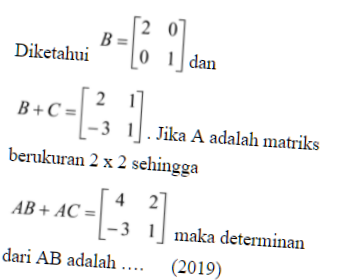 Diketahui B = [2 0; 0 1] dan
B + C = [2 1; −3 1]. Jika A adalah matriks
berukuran 2 x 2 sehingga
AB + AC = [4 2; −3 1] maka determinan
dari AB adalah …. (2019)